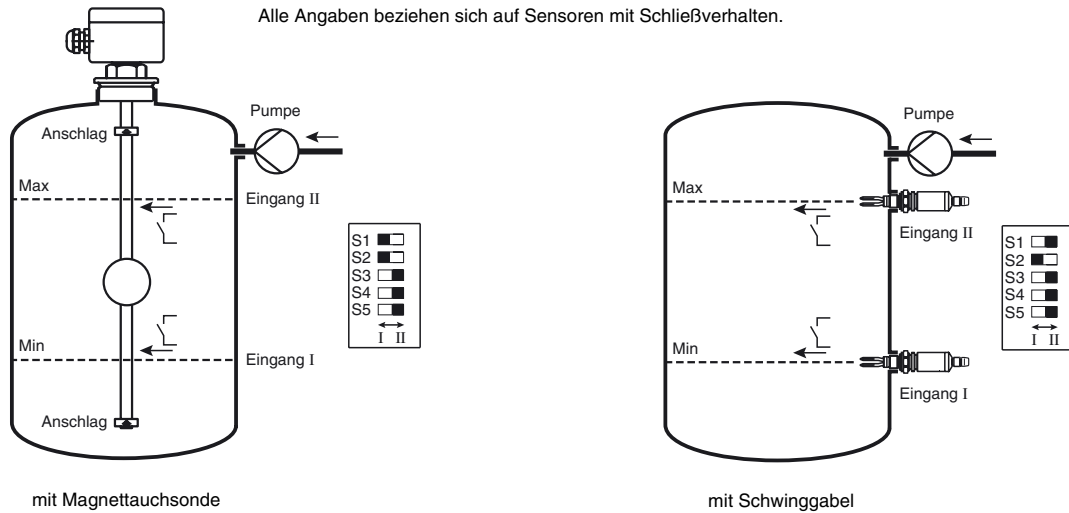 Alle Angaben beziehen sich auf Sensoren mit Schließverhalten.
Pumpe
Anschlag
Max
Eingang II
S1
S2
S3
S4
S5
I II
Min
Eingang I
Anschlag
mit Magnettauchsonde
Pumpe
Max
Eingang II
S1
S2
S3
S4
S5
I II
Min
Eingang I
mit Schwinggabel